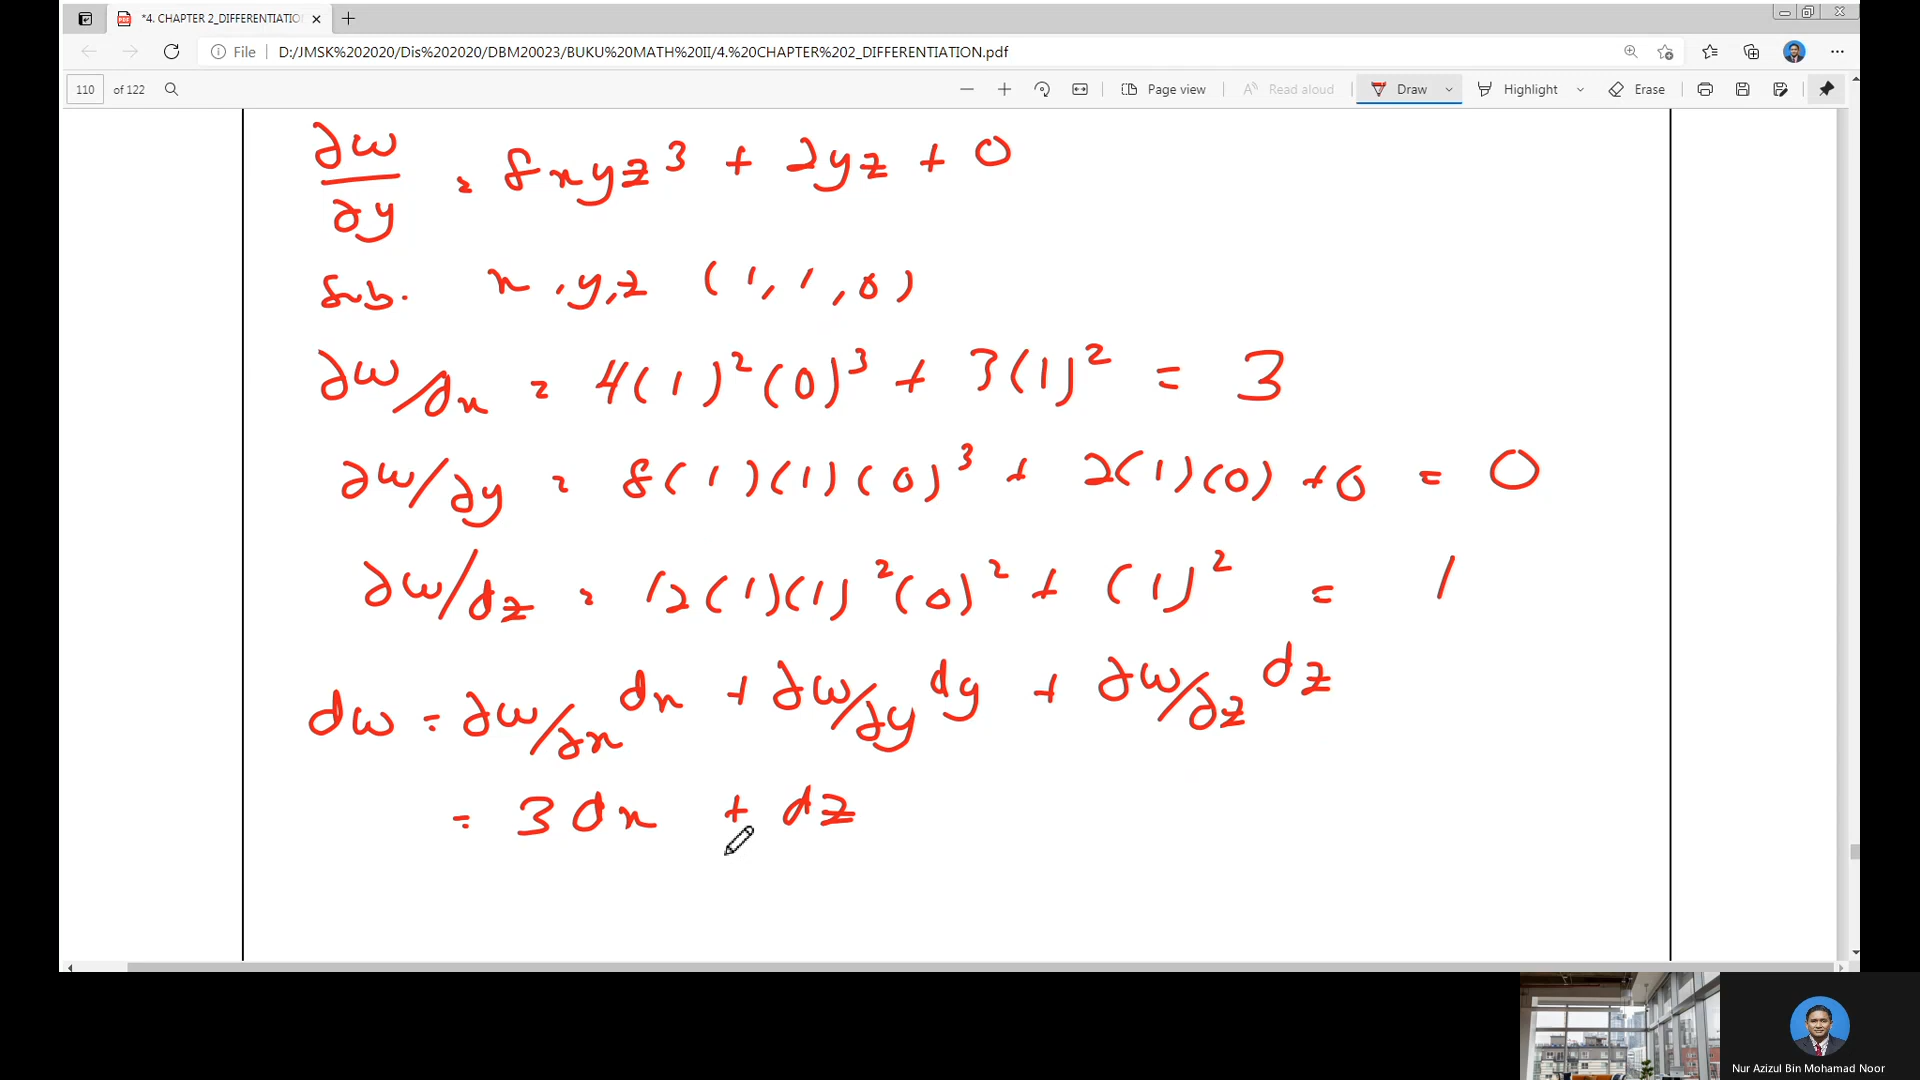 *4. CHAPTER 2_DIFFERENTIATIO
File D:/JMSK%202020/Dis%202020/DBM20023/BUKU%20MATH%20II/4.%20CHAPTER%202_DIFFERENTIATION.pdf
110 of 122 Page view Read aloud Draw Highlight Erase
∂w/∂y = 8xyz³ + 2yz + 0
Sub. x, y, z (1, 1, 0)
∂w/∂x = 4(1)²(0)³ + 3(1)² = 3
∂w/∂y = 8(1)(1)(0)³ + 2(1)(0) + 0 = 0
∂w/∂z = 12(1)(1)²(0)² + (1)² = 1
dw = ∂w/∂x dx + ∂w/∂y dy + ∂w/∂z dz
= 3dx + dz
Nur Azizul Bin Mohamad Noor